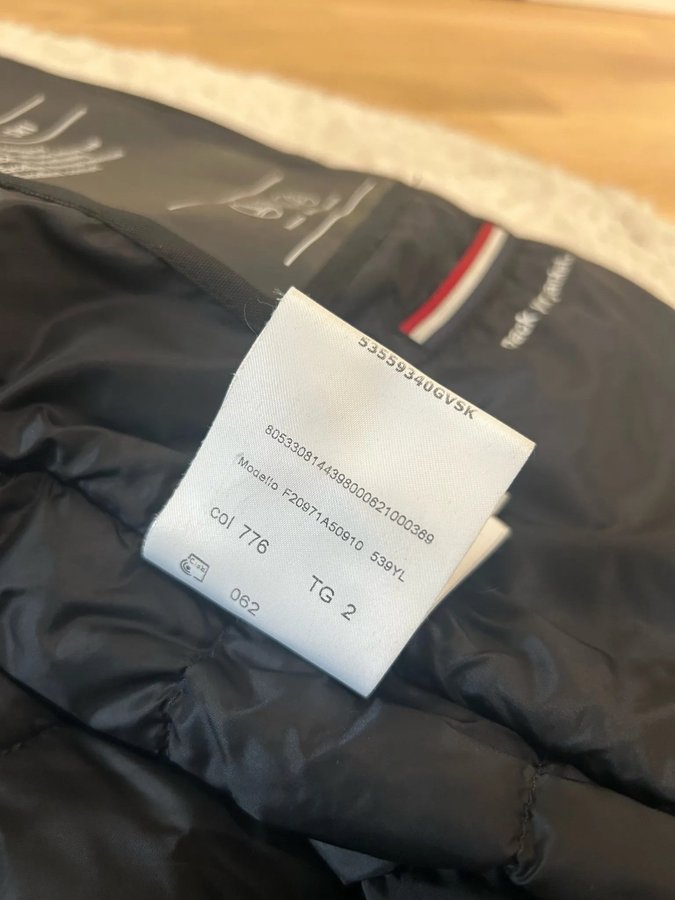 53559340GVSK
8053308144398000621000369
Modello F20971A50910 539YL
col 776 TG 2
062